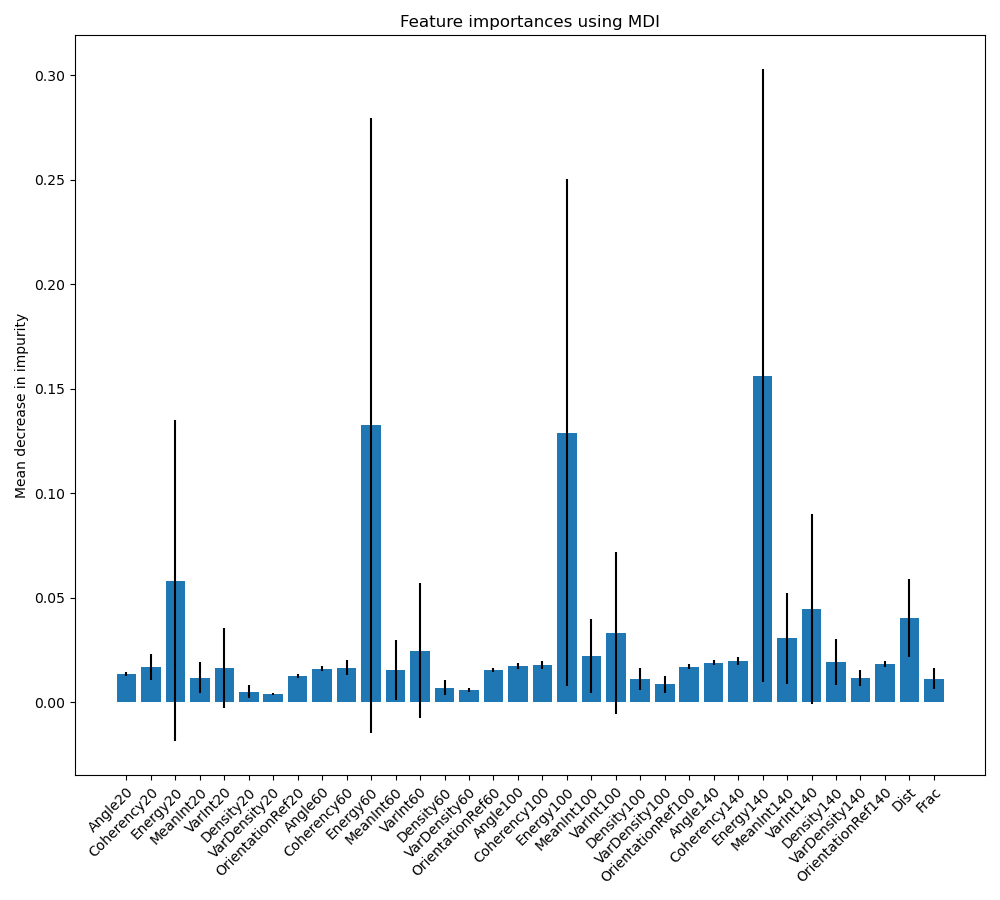 Feature importances using MDI
Mean decrease in impurity
0.30
0.25
0.20
0.15
0.10
0.05
0.00
Angle20
Coherency20
Energy20
MeanInt20
VarInt20
Density20
VarDensity20
OrientationRef20
Angle60
Coherency60
Energy60
MeanInt60
VarInt60
Density60
VarDensity60
OrientationRef60
Angle100
Coherency100
Energy100
MeanInt100
VarInt100
Density100
VarDensity100
OrientationRef100
Angle140
Coherency140
Energy140
MeanInt140
VarInt140
Density140
VarDensity140
OrientationRef140
Dist
Frac